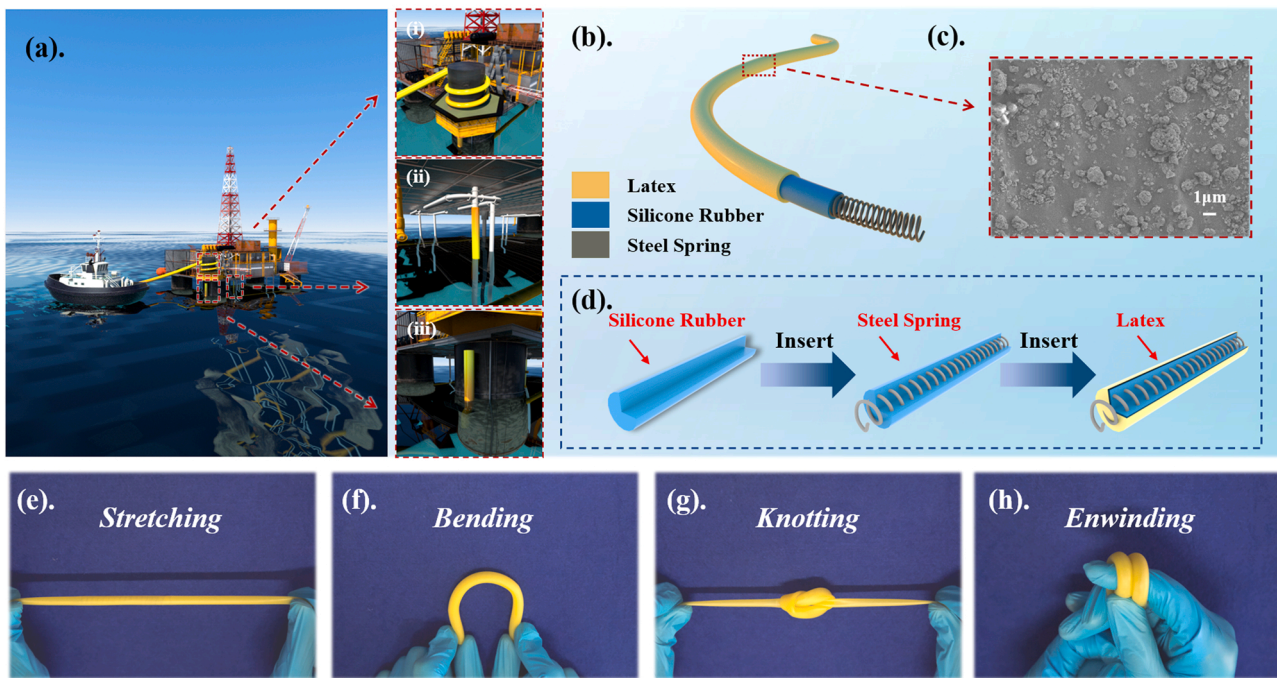 (a).
(i)
(ii)
(iii)
(b).
Latex
Silicone Rubber
Steel Spring
(c).
1μm
(d).
Silicone Rubber
Insert
Steel Spring
Insert
Latex
(e).
Stretching
(f).
Bending
(g).
Knotting
(h).
Enwinding